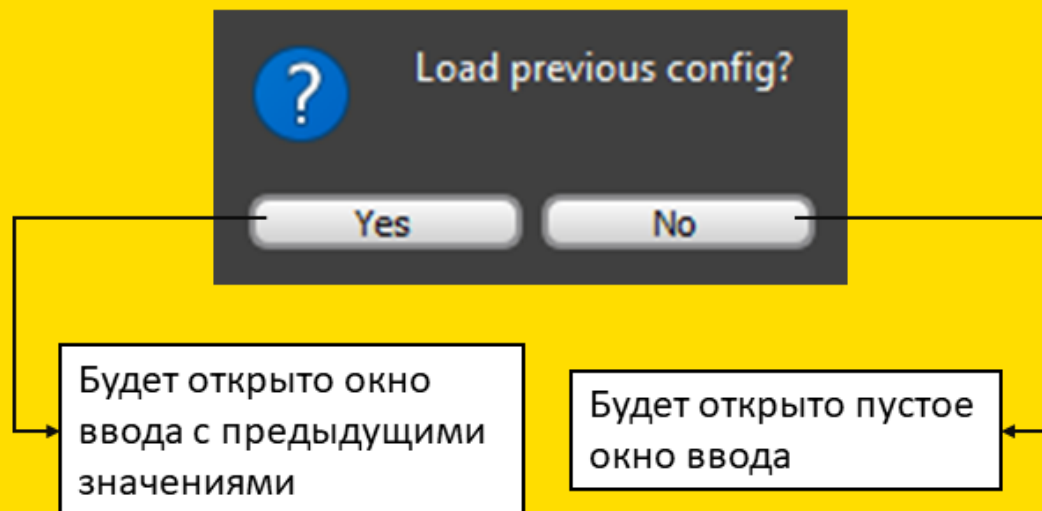 Load previous config?
Yes
No
Будет открыто окно
ввода с предыдущими
значениями
Будет открыто пустое
окно ввода